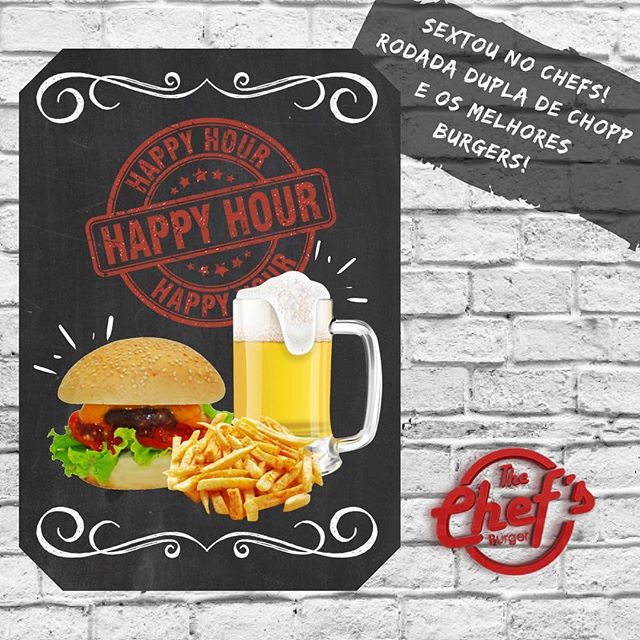 SEXTOU NO CHEFS!
RODADA DUPLA DE CHOPP
E OS MELHORES
BURGERS!
HAPPY HOUR
HAPPY HOUR
HAPPY HOUR
The
Chef's
Burger